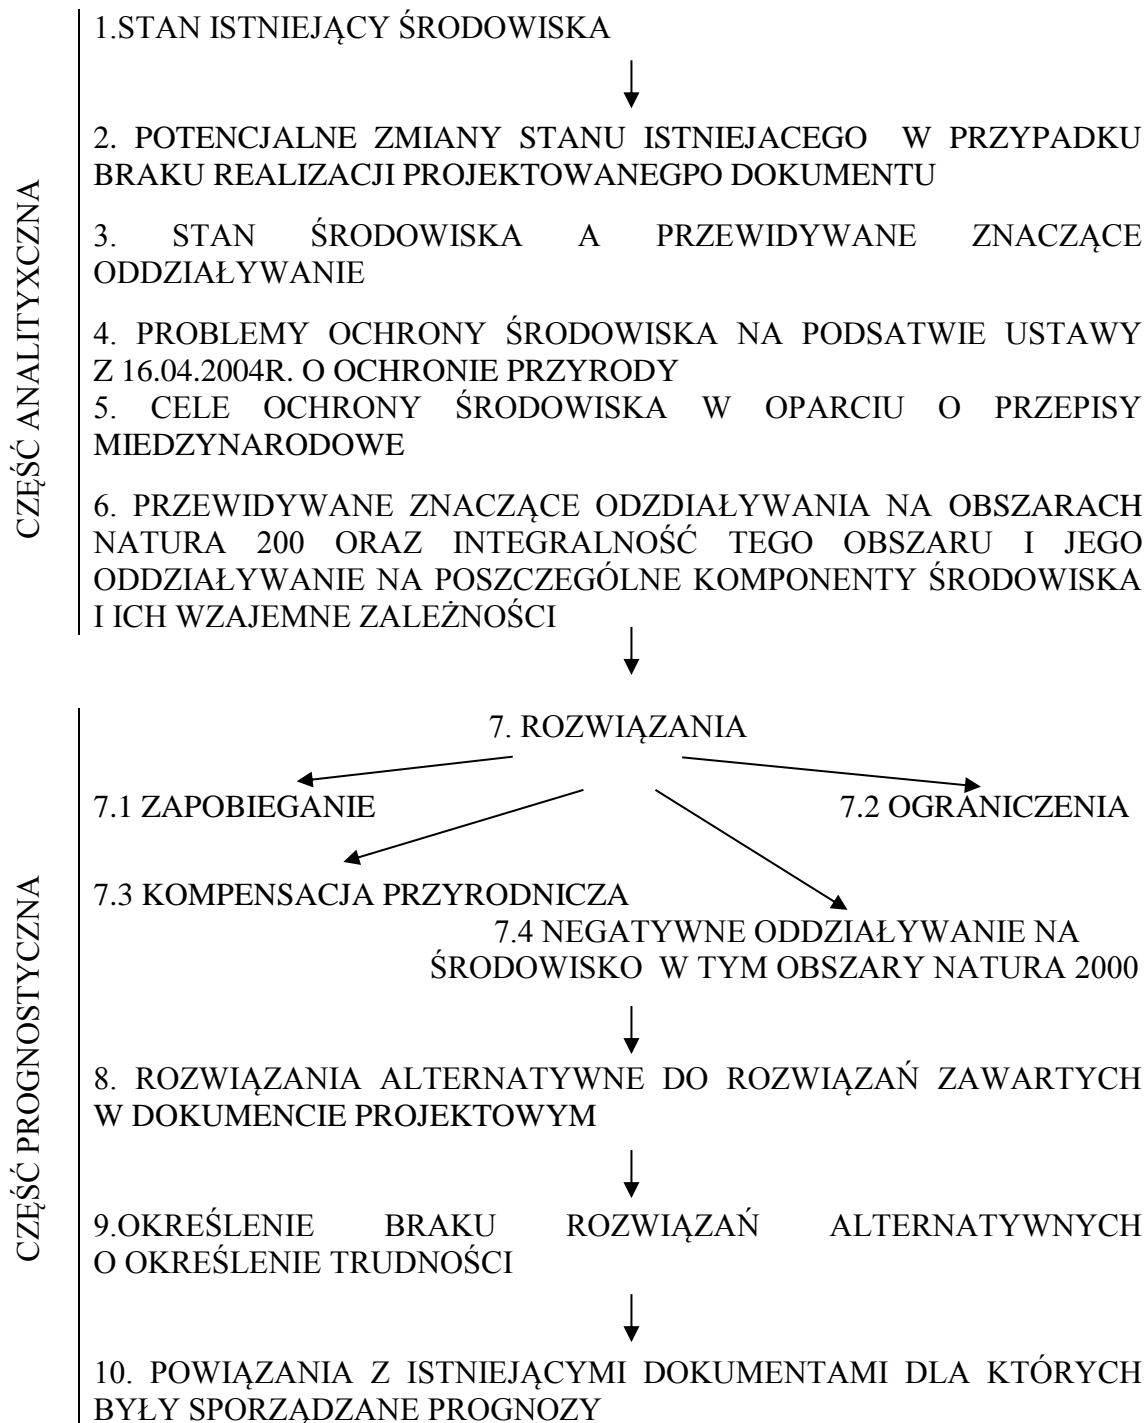 CZĘŚĆ ANALITYXCZNA
1.STAN ISTNIEJĄCY ŚRODOWISKA
2. POTENCJALNE ZMIANY STANU ISTNIEJACEGO W PRZYPADKU
BRAKU REALIZACJI PROJEKTOWANEGPO DOKUMENTU
3. STAN ŚRODOWISKA A PRZEWIDYWANE ZNACZĄCE
ODDZIAŁYWANIE
4. PROBLEMY OCHRONY ŚRODOWISKA NA PODSATWIE USTAWY
Z 16.04.2004R. O OCHRONIE PRZYRODY
5. CELE OCHRONY ŚRODOWISKA W OPARCIU O PRZEPISY
MIEDZYNARODOWE
6. PRZEWIDYWANE ZNACZĄCE ODZDIAŁYWANIA NA OBSZARACH
NATURA 200 ORAZ INTEGRALNOŚĆ TEGO OBSZARU I JEGO
ODDZIAŁYWANIE NA POSZCZEGÓLNE KOMPONENTY ŚRODOWISKA
I ICH WZAJEMNE ZALEŻNOŚCI
CZĘŚĆ PROGNOSTYCZNA
7. ROZWIĄZANIA
7.1 ZAPOBIEGANIE
7.2 OGRANICZENIA
7.3 KOMPENSACJA PRZYRODNICZA
7.4 NEGATYWNE ODDZIAŁYWANIE NA
ŚRODOWISKO W TYM OBSZARY NATURA 2000
8. ROZWIĄZANIA ALTERNATYWNE DO ROZWIĄZAŃ ZAWARTYCH
W DOKUMENCIE PROJEKTOWYM
9.OKREŚLENIE BRAKU ROZWIĄZAŃ ALTERNATYWNYCH
O OKREŚLENIE TRUDNOŚCI
10. POWIĄZANIA Z ISTNIEJĄCYMI DOKUMENTAMI DLA KTÓRYCH
BYŁY SPORZĄDZANE PROGNOZY